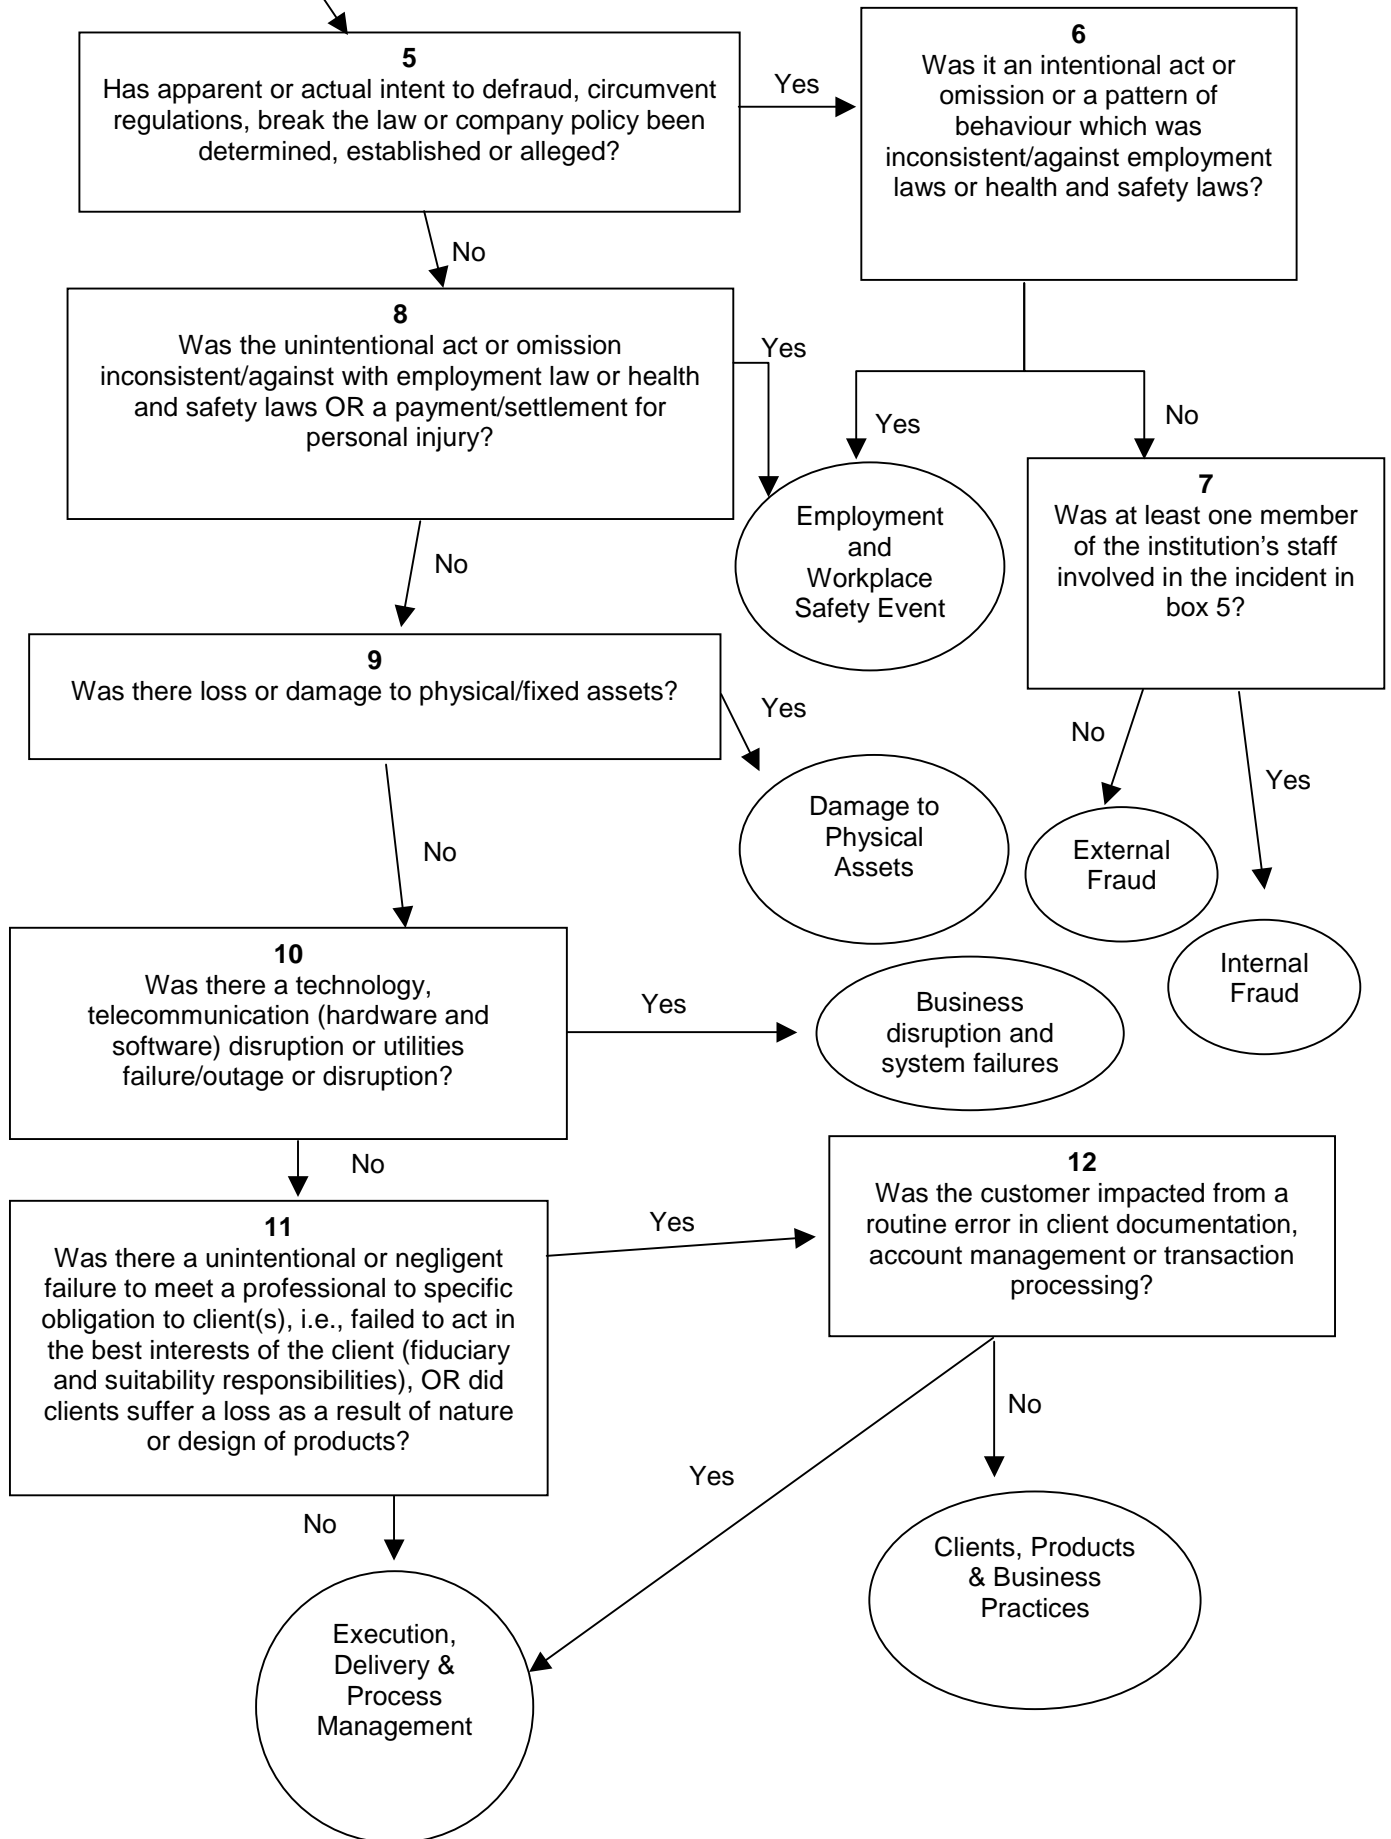 5
Has apparent or actual intent to defraud, circumvent
regulations, break the law or company policy been
determined, established or alleged?
Yes
6
Was it an intentional act or
omission or a pattern of
behaviour which was
inconsistent/against employment
laws or health and safety laws?
No
8
Was the unintentional act or omission
inconsistent/against with employment law or health
and safety laws OR a payment/settlement for
personal injury?
Yes
Yes
No
7
Was at least one member
of the institution's staff
involved in the incident in
box 5?
Employment
and
Workplace
Safety Event
No
9
Was there loss or damage to physical/fixed assets?
Yes
No
Yes
Damage to
Physical
Assets
External
Fraud
Internal
Fraud
No
10
Was there a technology,
telecommunication (hardware and
software) disruption or utilities
failure/outage or disruption?
Yes
Business
disruption and
system failures
No
11
Was there a unintentional or negligent
failure to meet a professional to specific
obligation to client(s), i.e., failed to act in
the best interests of the client (fiduciary
and suitability responsibilities), OR did
clients suffer a loss as a result of nature
or design of products?
Yes
12
Was the customer impacted from a
routine error in client documentation,
account management or transaction
processing?
No
Yes
No
Clients, Products
& Business
Practices
Execution,
Delivery &
Process
Management